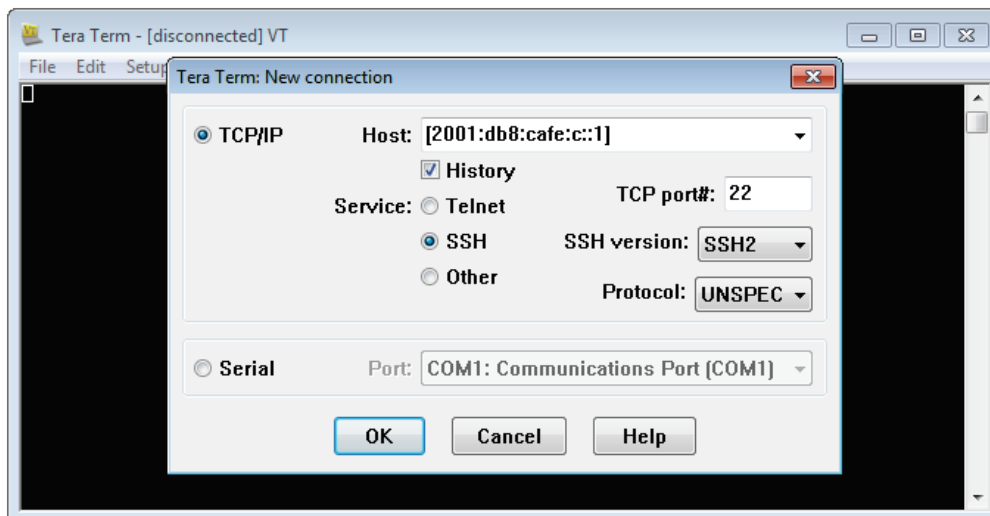 Tera Term - [disconnected] VT
File Edit Setup
Tera Term: New connection
TCP/IP Host: [2001:db8:cafe:c::1]
History
TCP port#: 22
Service: Telnet
SSH SSH version: SSH2
Other
Protocol: UNSPEC
Serial Port: COM1: Communications Port (COM1)
OK Cancel Help